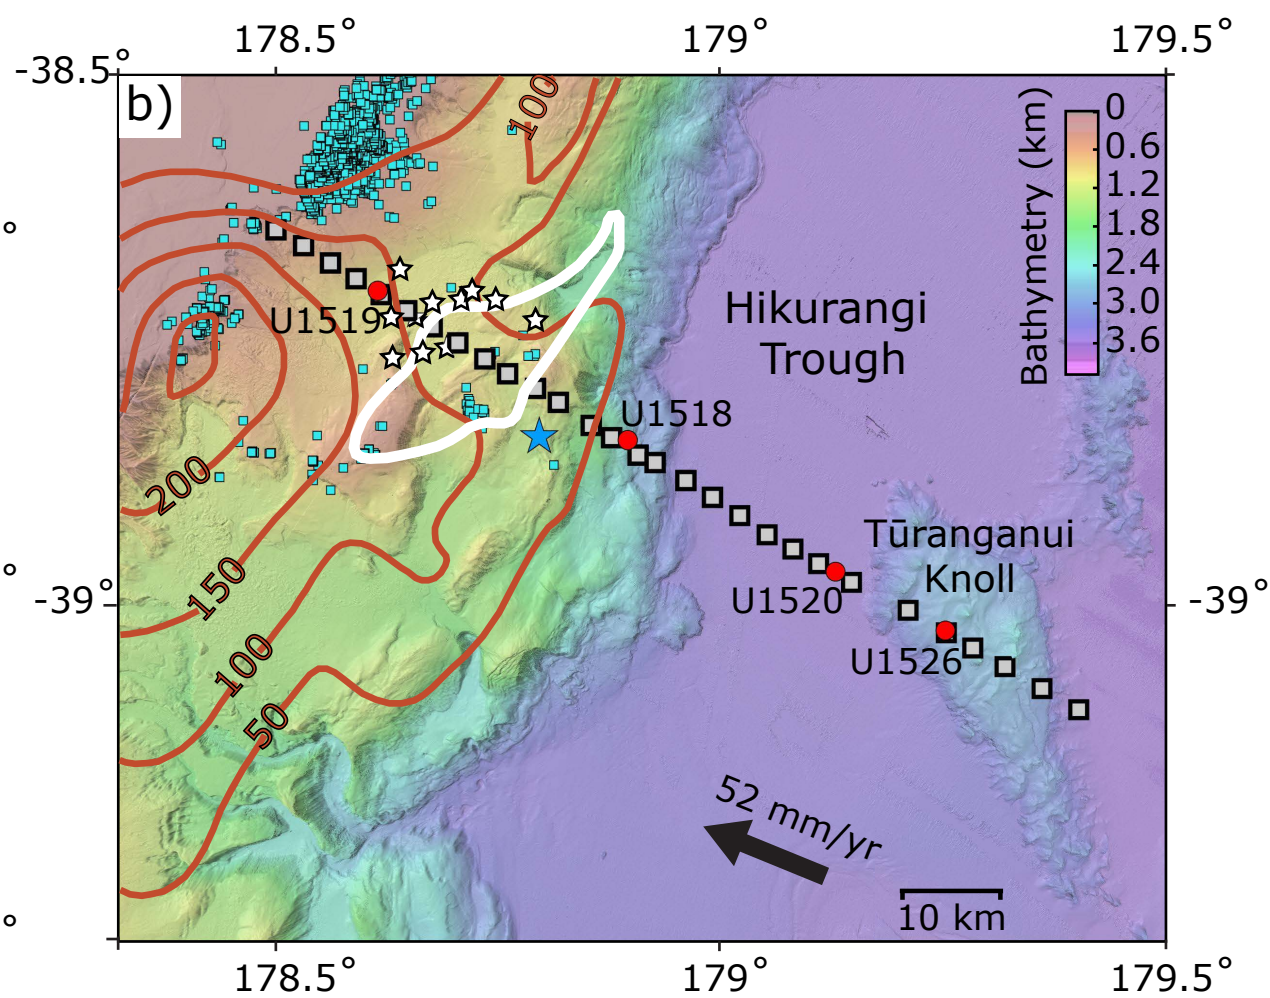 178.5° 179° 179.5°
-38.5°
b)
100
Bathymetry (km)
0
0.6
1.2
1.8
2.4
3.0
3.6
°
Hikurangi
Trough
U1519
U1518
200
Tūranganui
Knoll
°
150
-39° -39°
U1520
U1526
100
50
52 mm/yr
10 km
°
178.5° 179° 179.5°